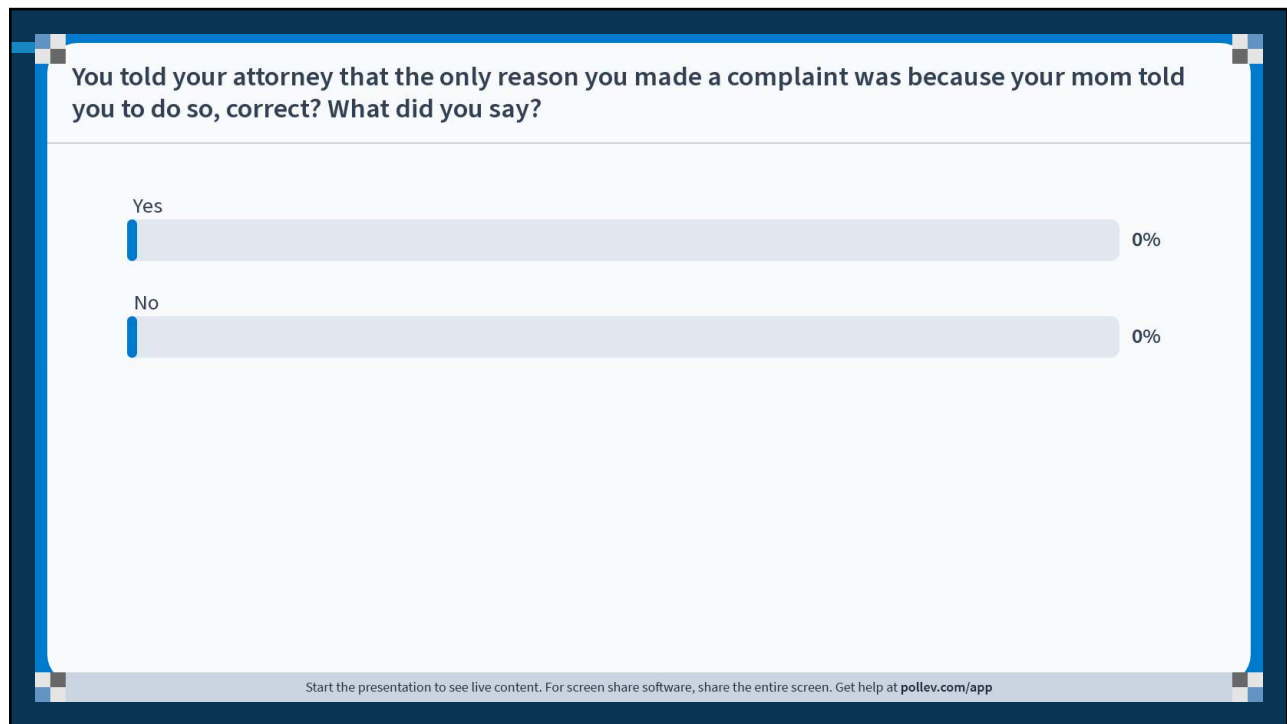 You told your attorney that the only reason you made a complaint was because your mom told
you to do so, correct? What did you say?
Yes
0%
No
0%
Start the presentation to see live content. For screen share software, share the entire screen. Get help at pollev.com/app